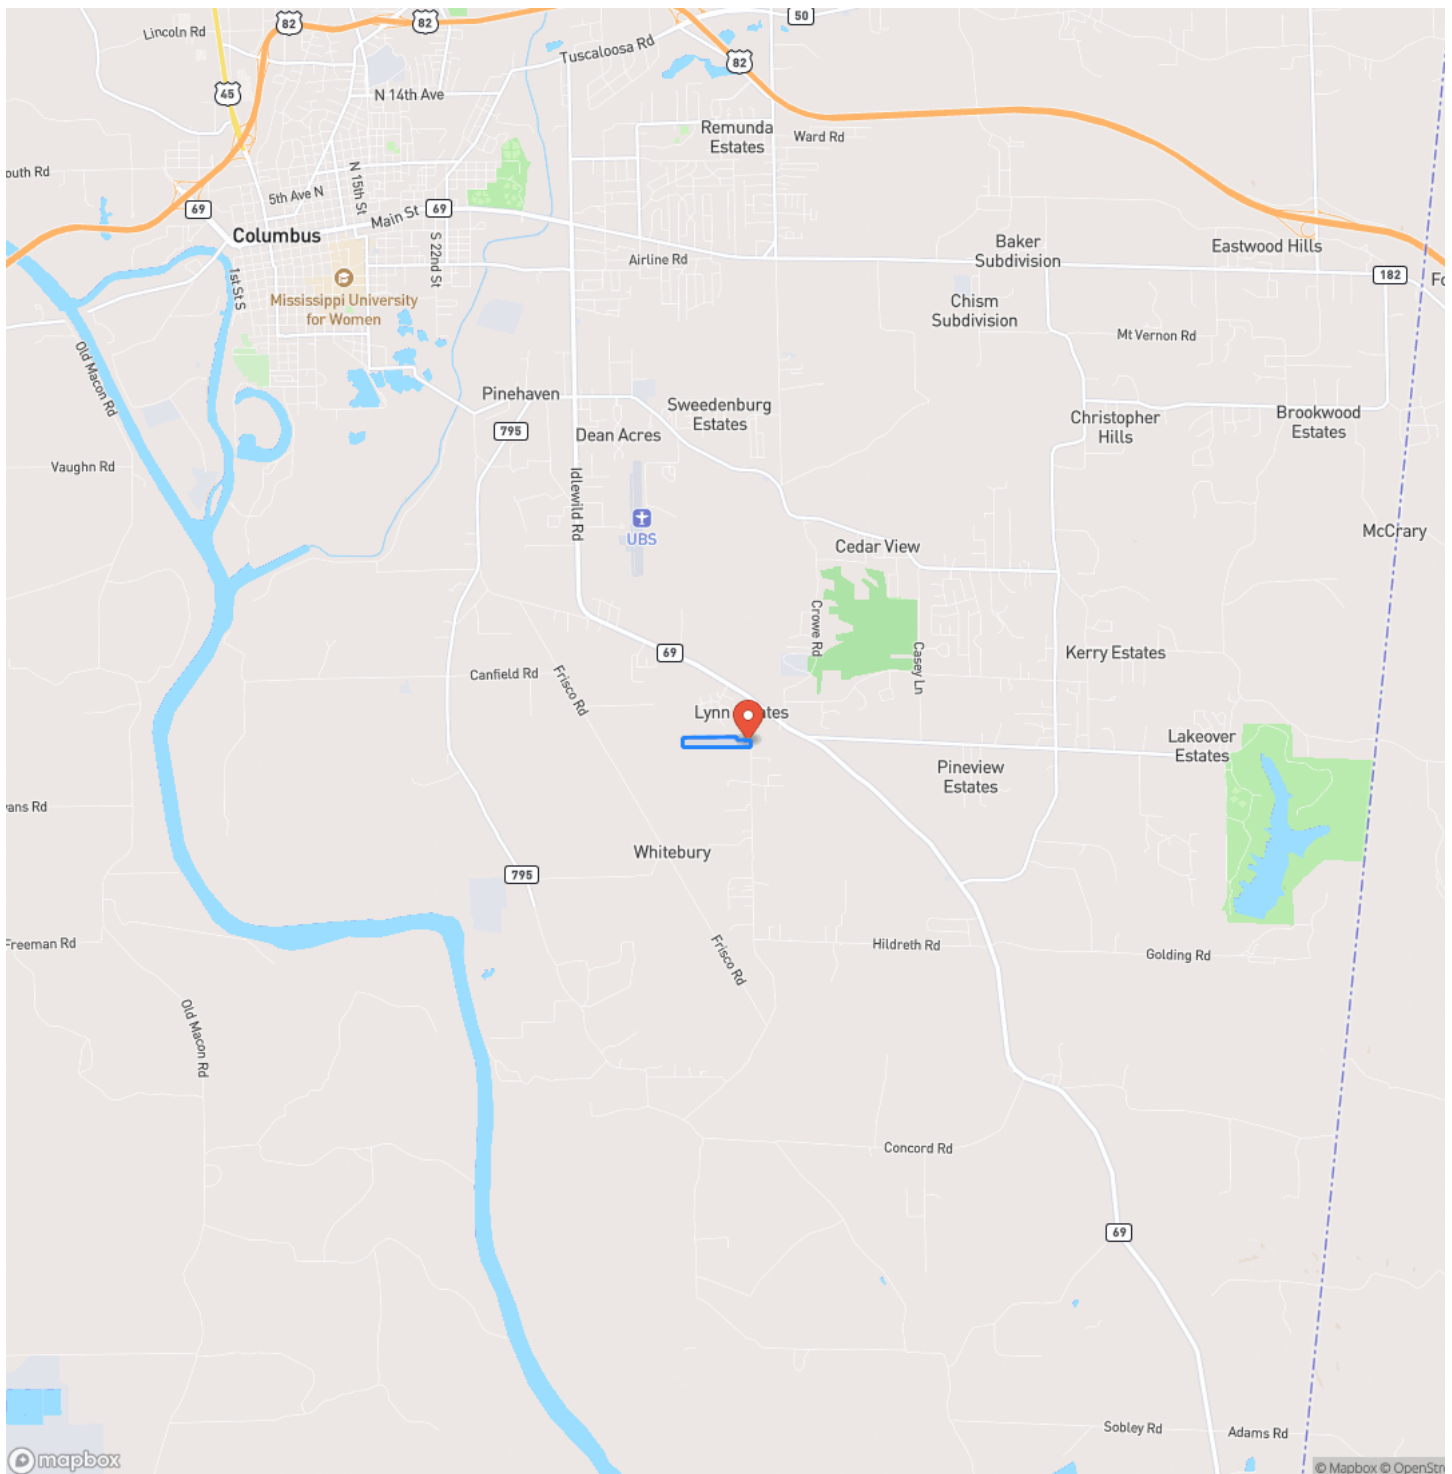 Lincoln Rd
82
82
50
Tuscaloosa Rd
82
45
N 14th Ave
Remunda
Estates
Ward Rd
outh Rd
5th Ave N
N 15th St
69
Main St
69
Columbus
S 22nd St
Airline Rd
Baker
Subdivision
Eastwood Hills
182
Fo
1st St S
Mississippi University
for Women
Chism
Subdivision
Mt Vernon Rd
Old Macon Rd
Pinehaven
Sweedenburg
Estates
Christopher
Hills
Brookwood
Estates
795
Dean Acres
Vaughn Rd
Idlewild Rd
UBS
McCrary
Cedar View
Crowe Rd
Casey Ln
69
Kerry Estates
Canfield Rd
Frisco Rd
Lynn
ates
Lakeover
Estates
Pineview
Estates
vans Rd
Whitebury
795
Freeman Rd
Frisco Rd
Hildreth Rd
Golding Rd
Old Macon Rd
Concord Rd
69
Sobley Rd
Adams Rd
mapbox
© Mapbox © OpenStre